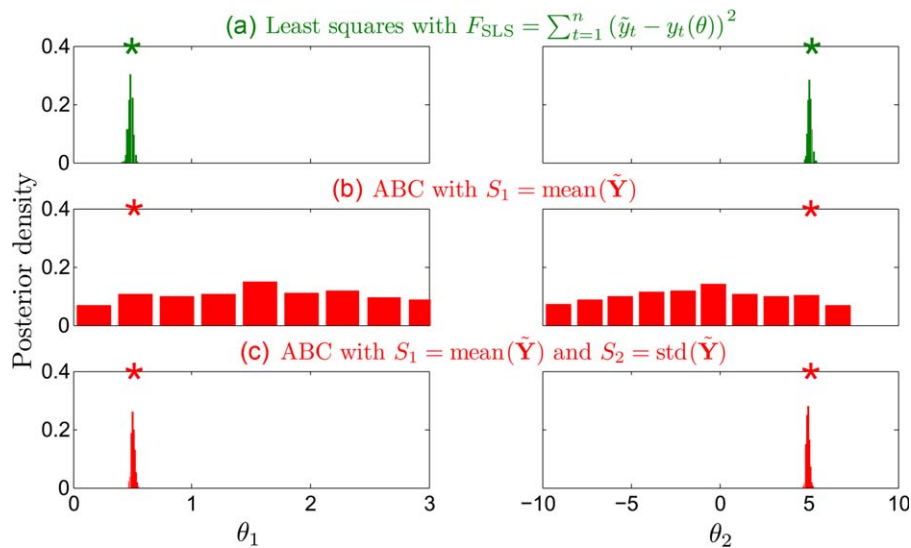 (a) Least squares with F_SLS = ∑_{t=1}^{n} (ỹ_t − y_t(θ))^2
0.4
0.2
0
(b) ABC with S_1 = mean(Ỹ)
Posterior density
0.4
0.2
0
(c) ABC with S_1 = mean(Ỹ) and S_2 = std(Ỹ)
0.4
0.2
0
0 1 2 3 -10 -5 0 5 10
θ_1 θ_2